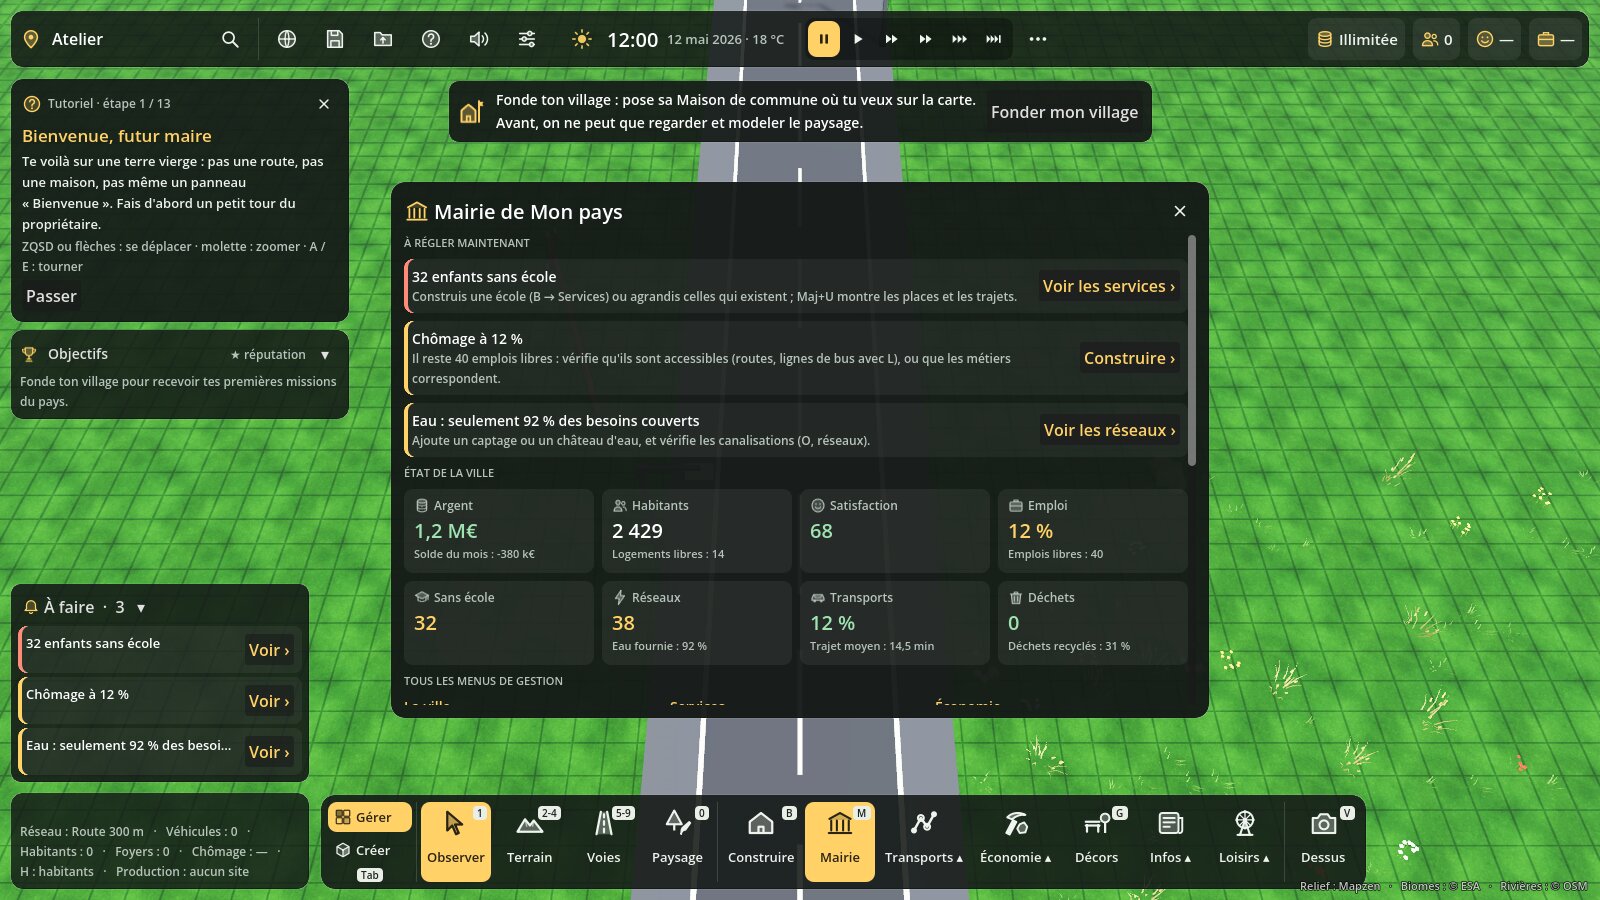 Atelier
12:00 12 mai 2026 · 18 °C
Illimitée
0
—
—
Tutoriel · étape 1 / 13
Bienvenue, futur maire
Te voilà sur une terre vierge : pas une route, pas
une maison, pas même un panneau
« Bienvenue ». Fais d'abord un petit tour du
propriétaire.
ZQSD ou flèches : se déplacer · molette : zoomer · A /
E : tourner
Passer
Fonde ton village : pose sa Maison de commune où tu veux sur la carte.
Avant, on ne peut que regarder et modeler le paysage.
Fonder mon village
Objectifs
★ réputation ▼
Fonde ton village pour recevoir tes premières missions
du pays.
Mairie de Mon pays
À RÉGLER MAINTENANT
32 enfants sans école
Construis une école (B → Services) ou agrandis celles qui existent ; Maj+U montre les places et les trajets.
Voir les services ›
Chômage à 12 %
Il reste 40 emplois libres : vérifie qu'ils sont accessibles (routes, lignes de bus avec L), ou que les métiers
correspondent.
Construire ›
Eau : seulement 92 % des besoins couverts
Ajoute un captage ou un château d'eau, et vérifie les canalisations (O, réseaux).
Voir les réseaux ›
ÉTAT DE LA VILLE
Argent
1,2 M€
Solde du mois : -380 k€
Habitants
2 429
Logements libres : 14
Satisfaction
68
Emploi
12 %
Emplois libres : 40
Sans école
32
Réseaux
38
Eau fournie : 92 %
Transports
12 %
Trajet moyen : 14,5 min
Déchets
0
Déchets recyclés : 31 %
TOUS LES MENUS DE GESTION
La ville Services Économie
À faire · 3 ▼
32 enfants sans école
Voir ›
Chômage à 12 %
Voir ›
Eau : seulement 92 % des besoi...
Voir ›
Réseau : Route 300 m · Véhicules : 0 ·
Habitants : 0 · Foyers : 0 · Chômage : — ·
H : habitants · Production : aucun site
Gérer
Créer
Tab
1
Observer
2-4
Terrain
5-9
Voies
0
Paysage
B
Construire
M
Mairie
Transports ▴
Économie ▴
G
Décors
Infos ▴
Loisirs ▴
V
Dessus
Relief : Mapzen · Biomes : © ESA · Rivières : © OSM